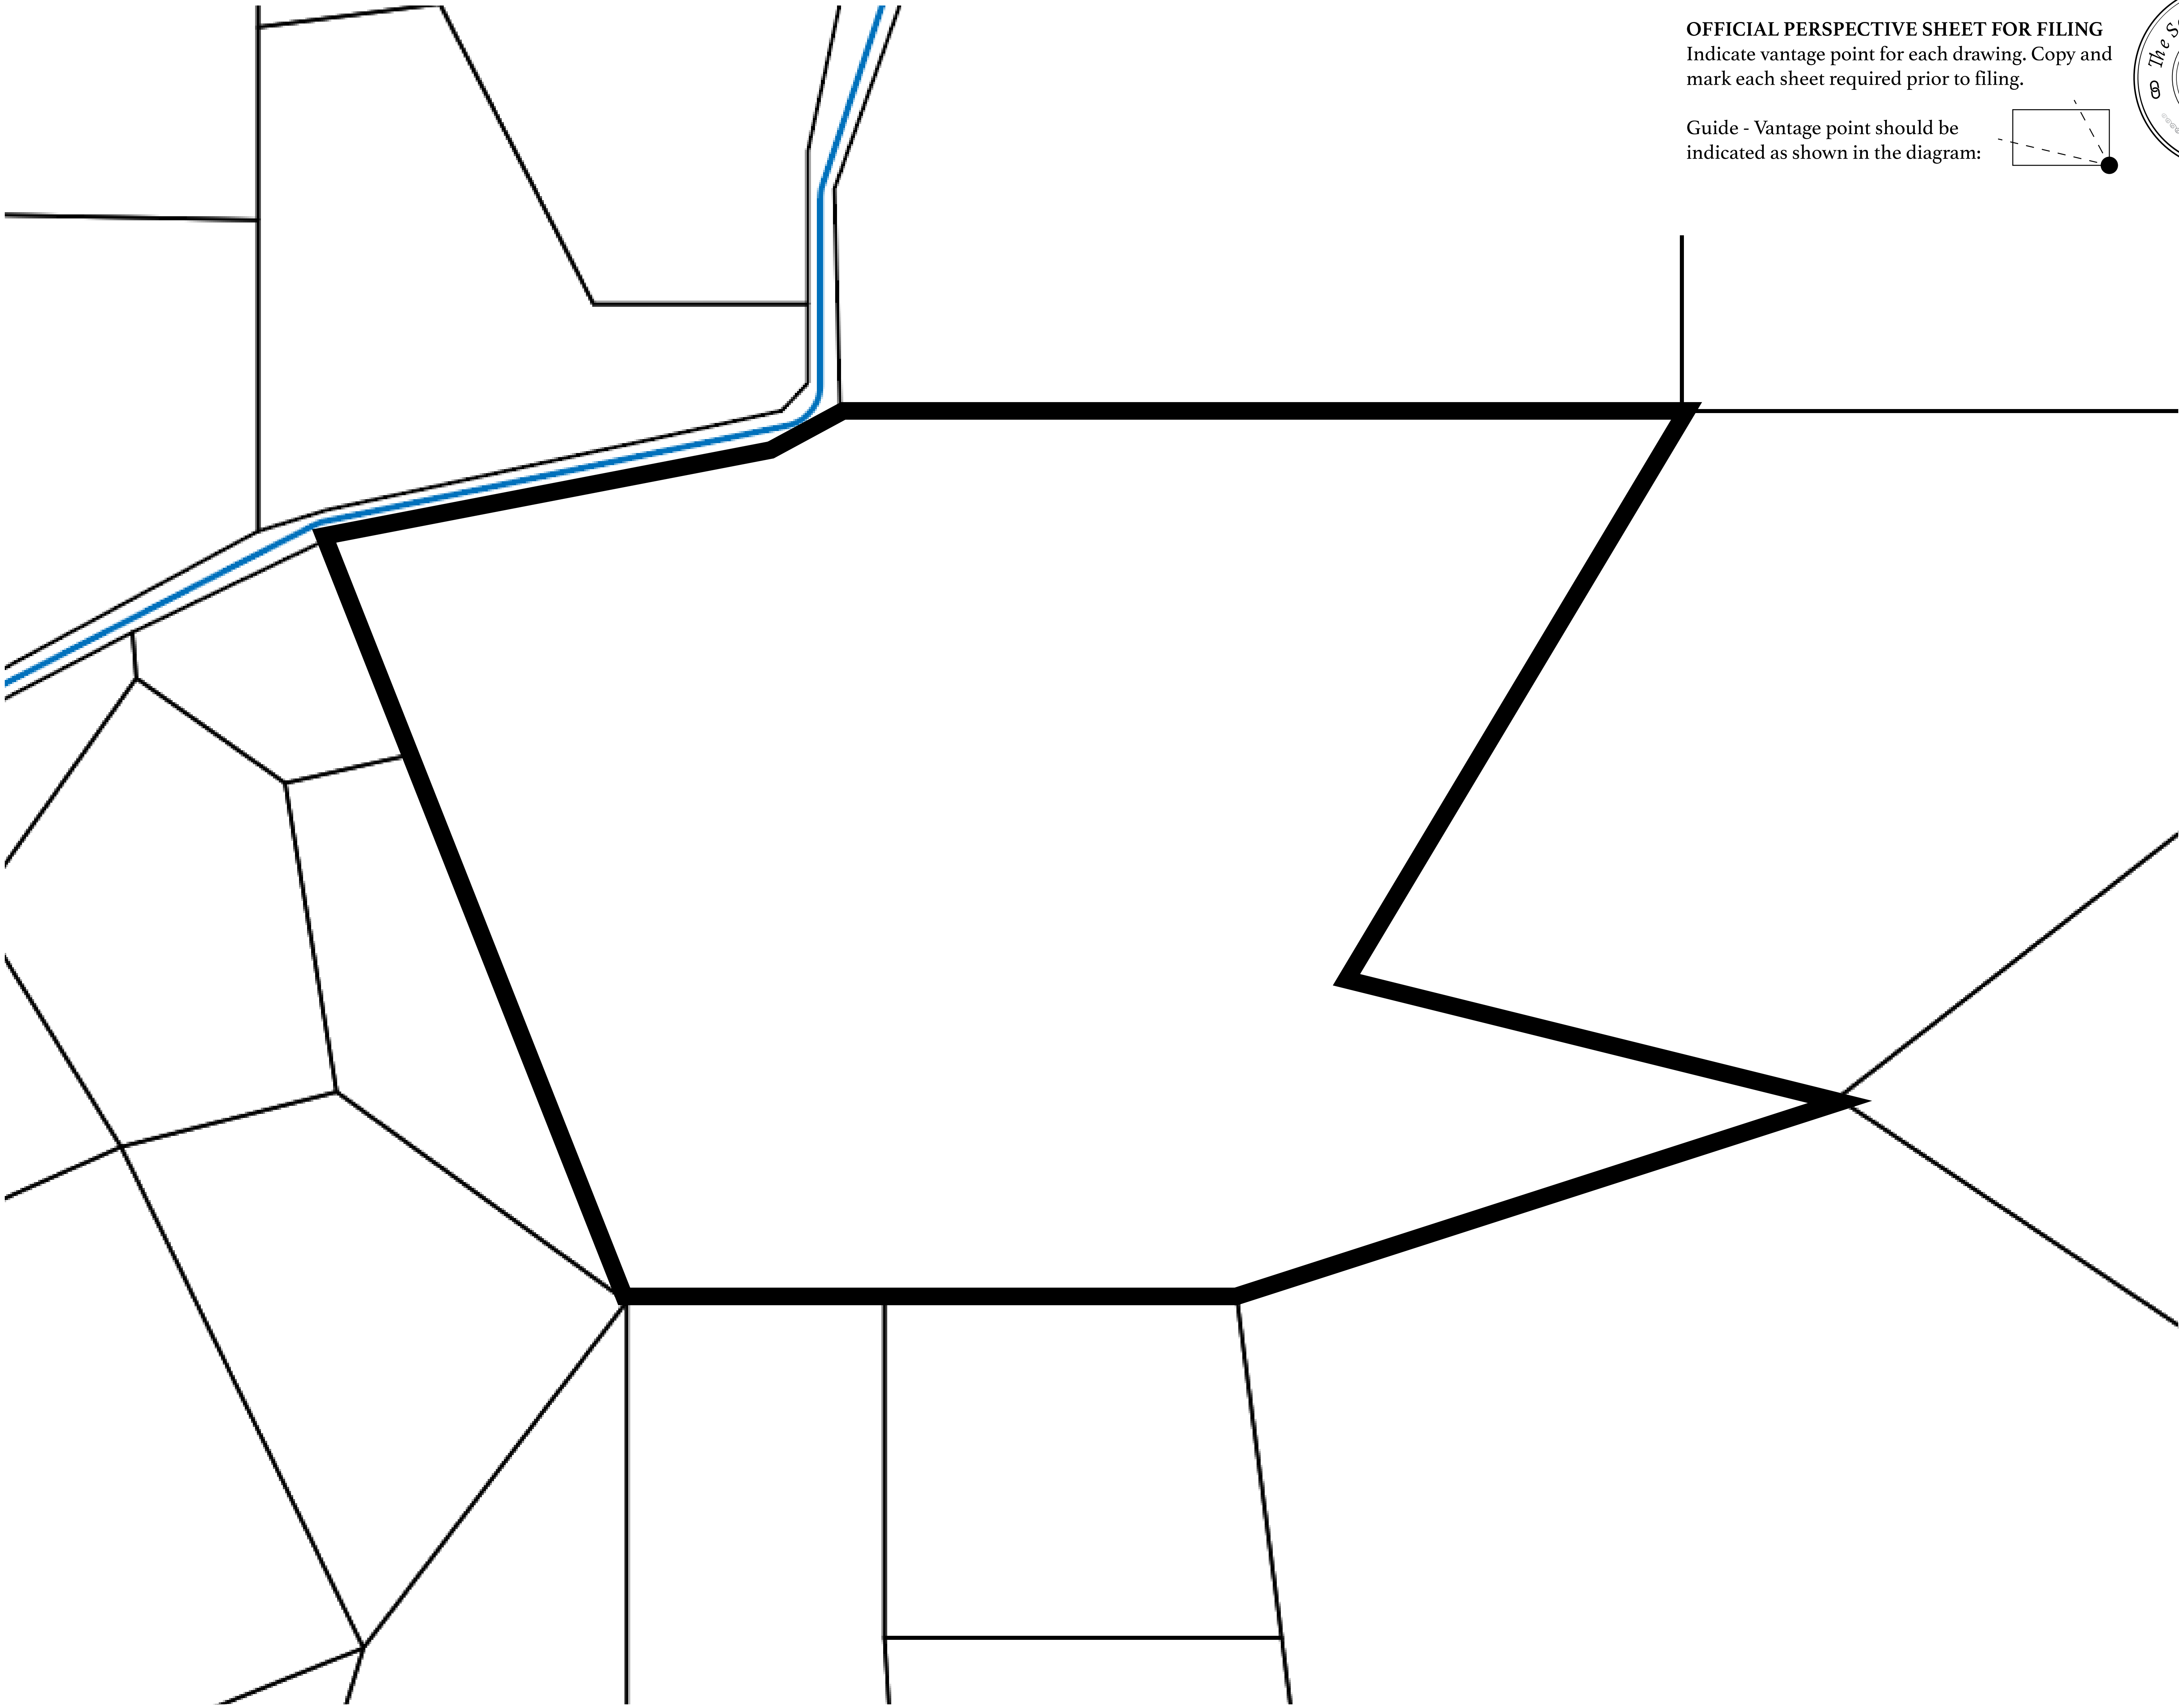 OFFICIAL PERSPECTIVE SHEET FOR FILING
Indicate vantage point for each drawing. Copy and
mark each sheet required prior to filing.
Guide - Vantage point should be
indicated as shown in the diagram:
The